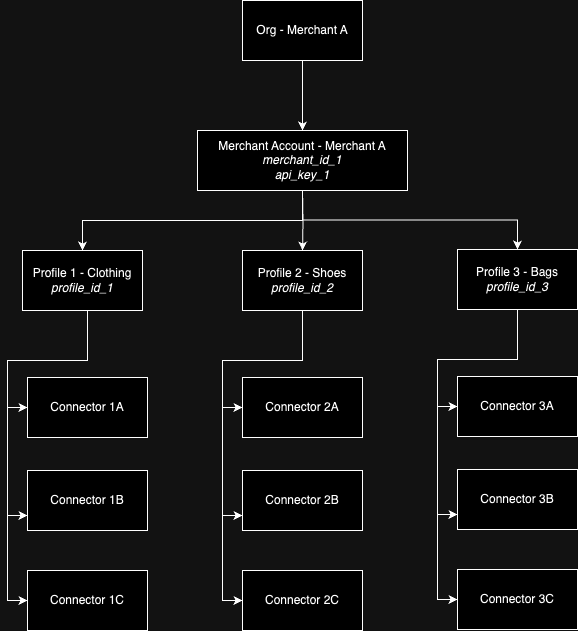 Org - Merchant A
Merchant Account - Merchant A
merchant_id_1
api_key_1
Profile 1 - Clothing
profile_id_1
Profile 2 - Shoes
profile_id_2
Profile 3 - Bags
profile_id_3
Connector 1A
Connector 2A
Connector 3A
Connector 1B
Connector 2B
Connector 3B
Connector 1C
Connector 2C
Connector 3C